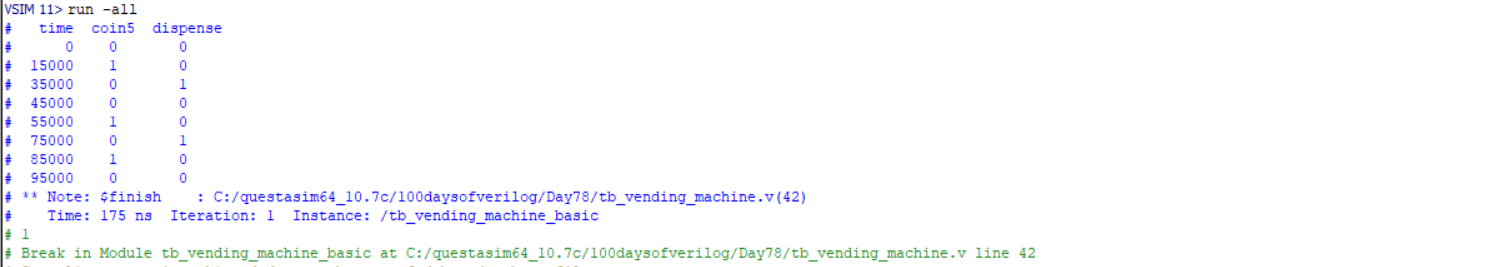 VSIM 11> run -all
#   time  coin5  dispense
#      0    0       0
#  15000    1       0
#  35000    0       1
#  45000    0       0
#  55000    1       0
#  75000    0       1
#  85000    1       0
#  95000    0       0
# ** Note: $finish    : C:/questasim64_10.7c/100daysofverilog/Day78/tb_vending_machine.v(42)
#    Time: 175 ns  Iteration: 1  Instance: /tb_vending_machine_basic
# 1
# Break in Module tb_vending_machine_basic at C:/questasim64_10.7c/100daysofverilog/Day78/tb_vending_machine.v line 42